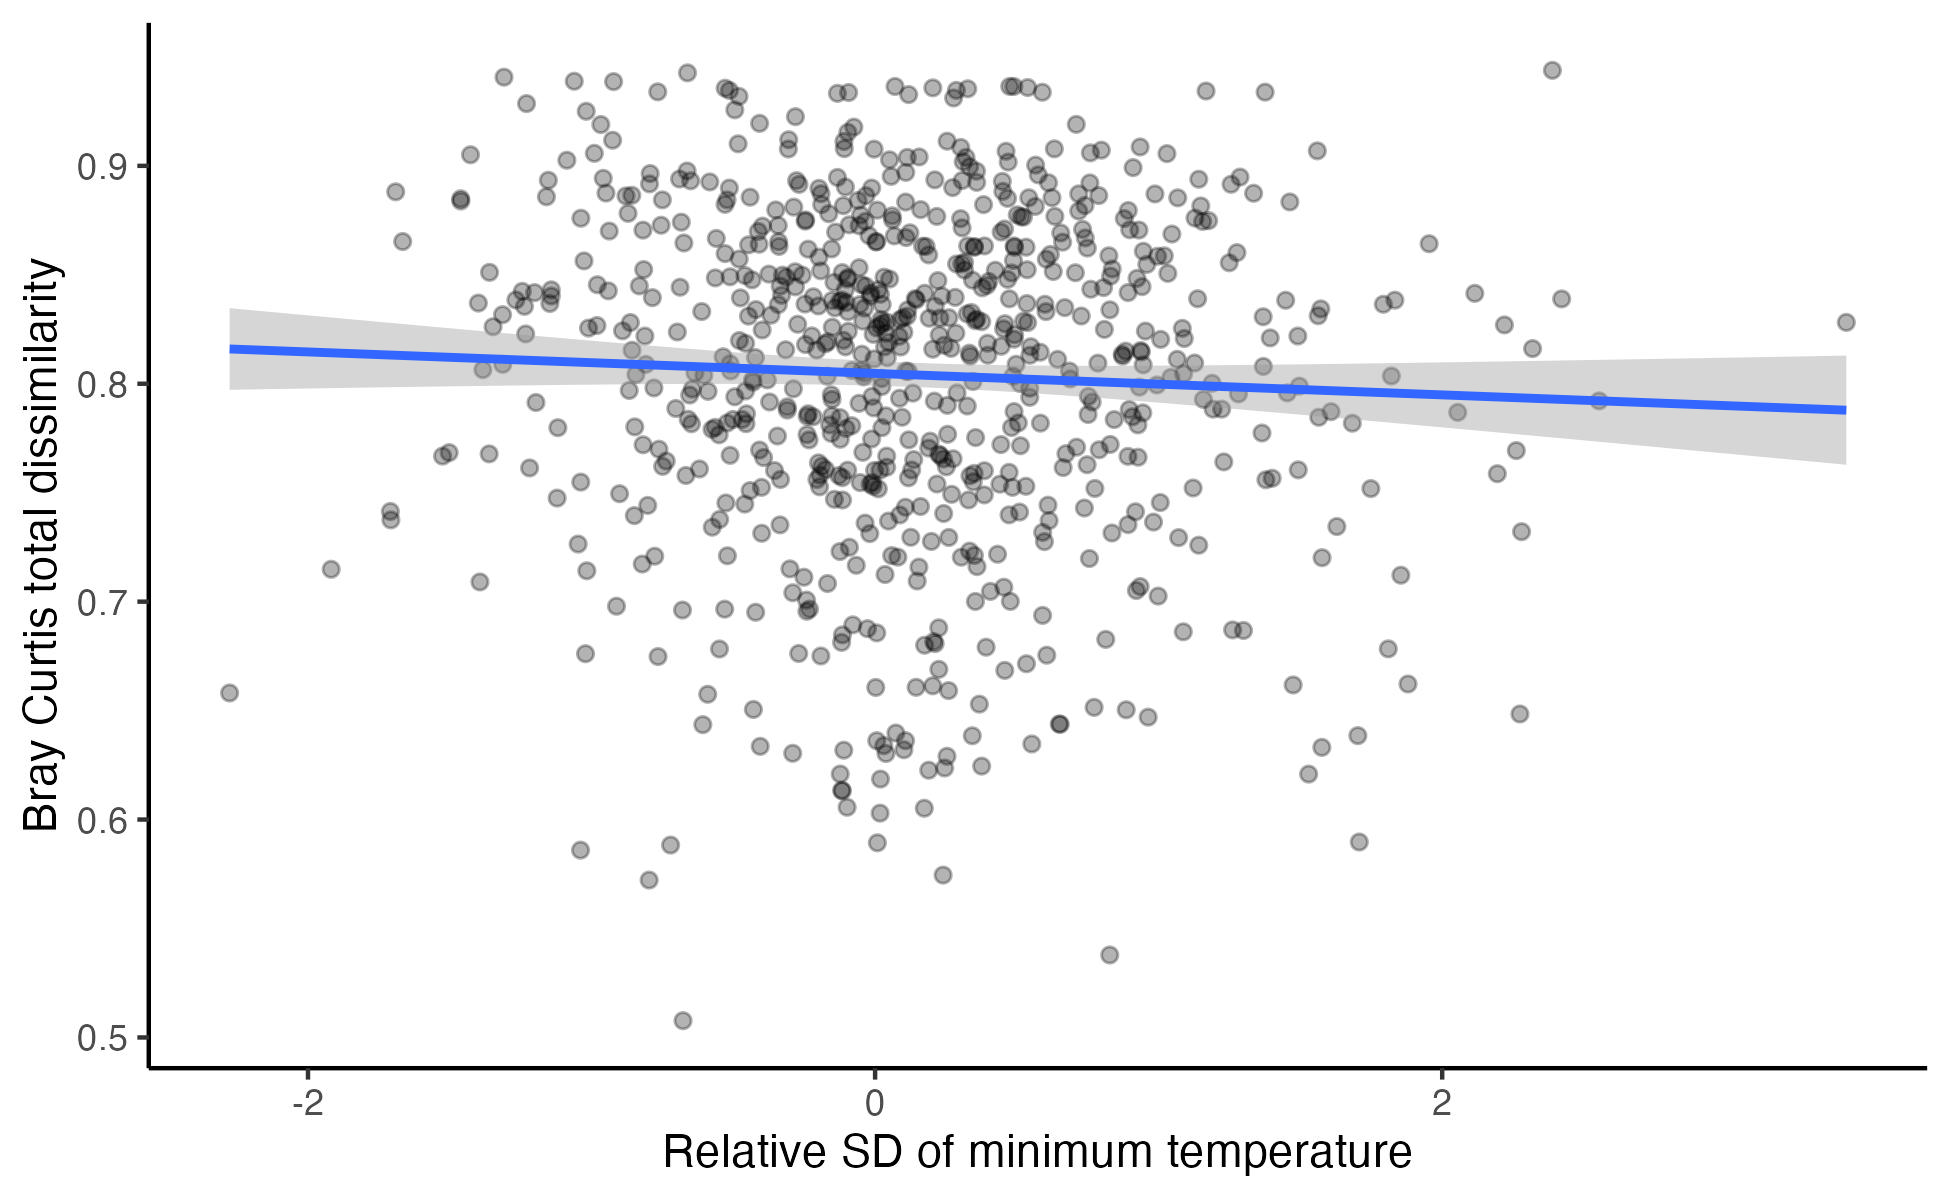 Bray Curtis total dissimilarity
0.9
0.8
0.7
0.6
0.5
-2 0 2
Relative SD of minimum temperature